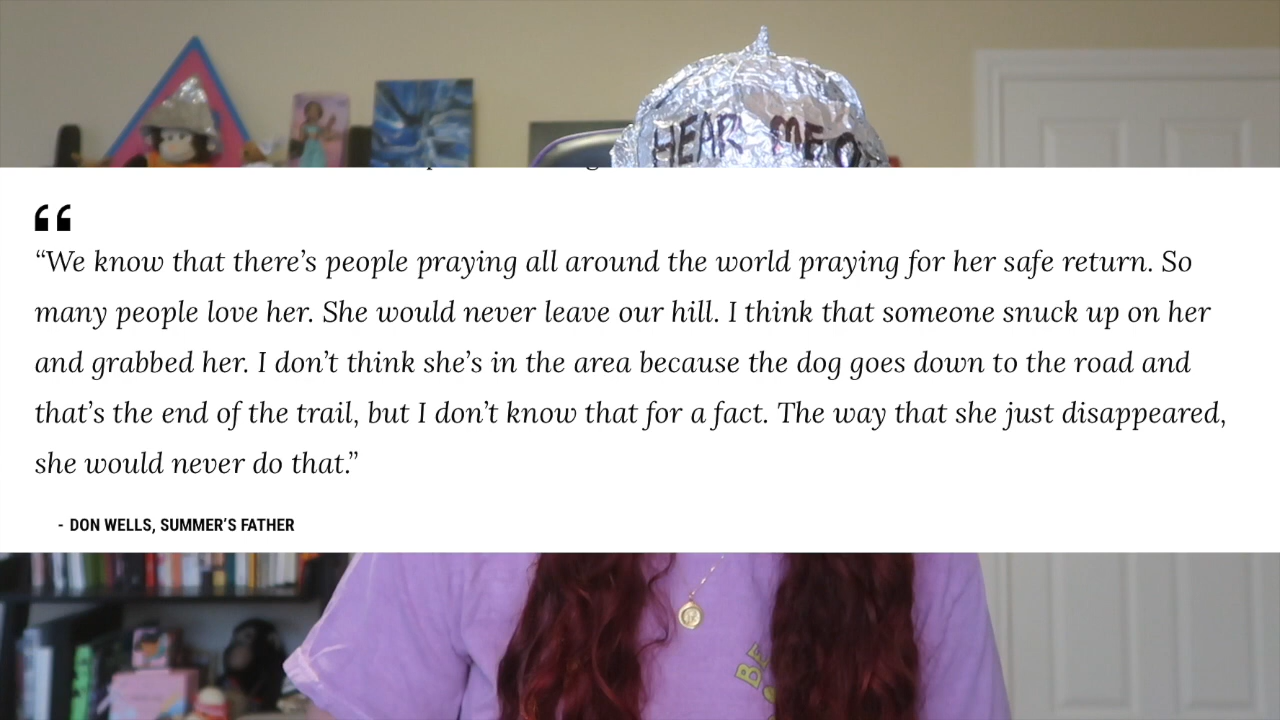 HEAR ME O
“We know that there’s people praying all around the world praying for her safe return. So
many people love her. She would never leave our hill. I think that someone snuck up on her
and grabbed her. I don’t think she’s in the area because the dog goes down to the road and
that’s the end of the trail, but I don’t know that for a fact. The way that she just disappeared,
she would never do that.”
- DON WELLS, SUMMER’S FATHER
BE